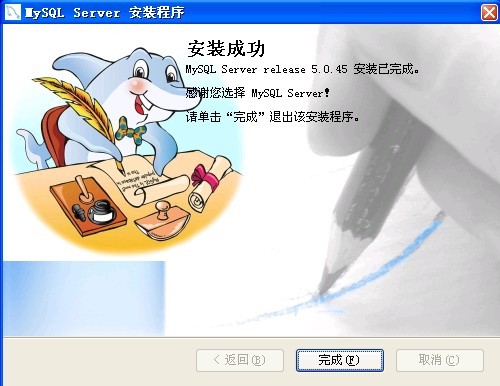 MySQL Server 安装程序
安装成功
MySQL Server release 5.0.45 安装已完成。
感谢您选择 MySQL Server!
请单击“完成”退出该安装程序。
< 返回(B)
完成(F)
取消(C)